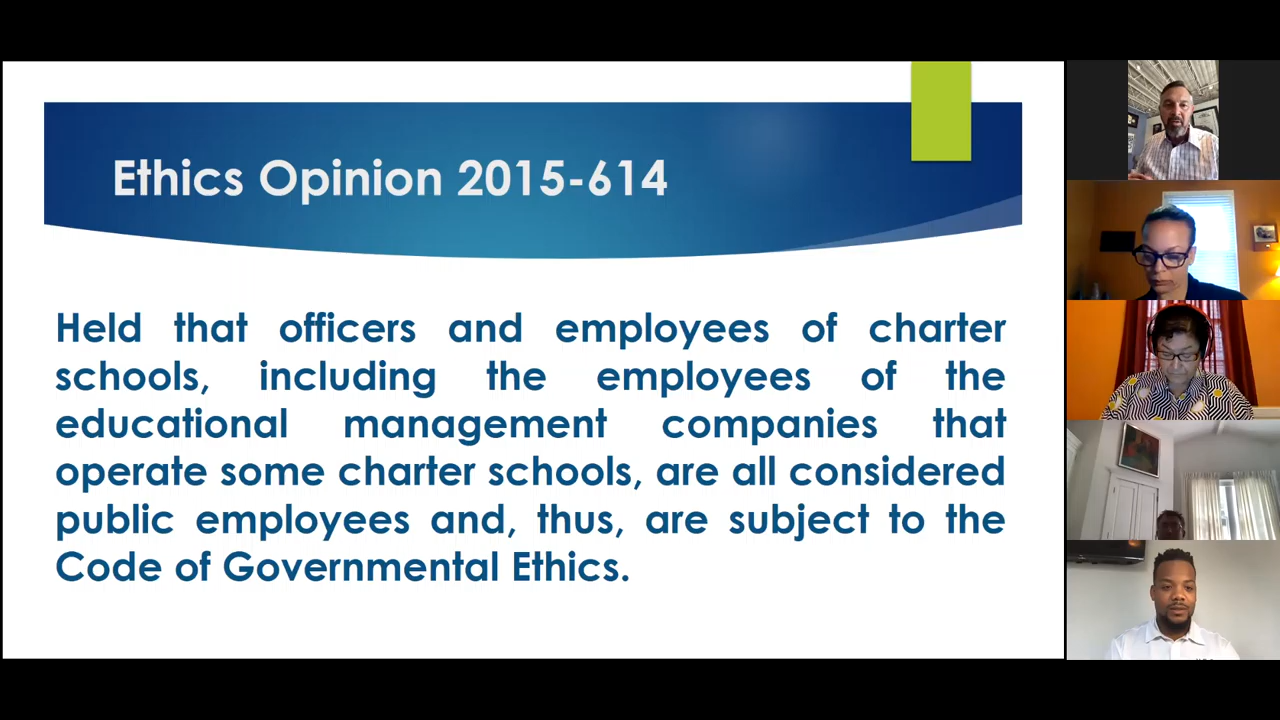 Ethics Opinion 2015-614
Held that officers and employees of charter
schools, including the employees of the
educational management companies that
operate some charter schools, are all considered
public employees and, thus, are subject to the
Code of Governmental Ethics.